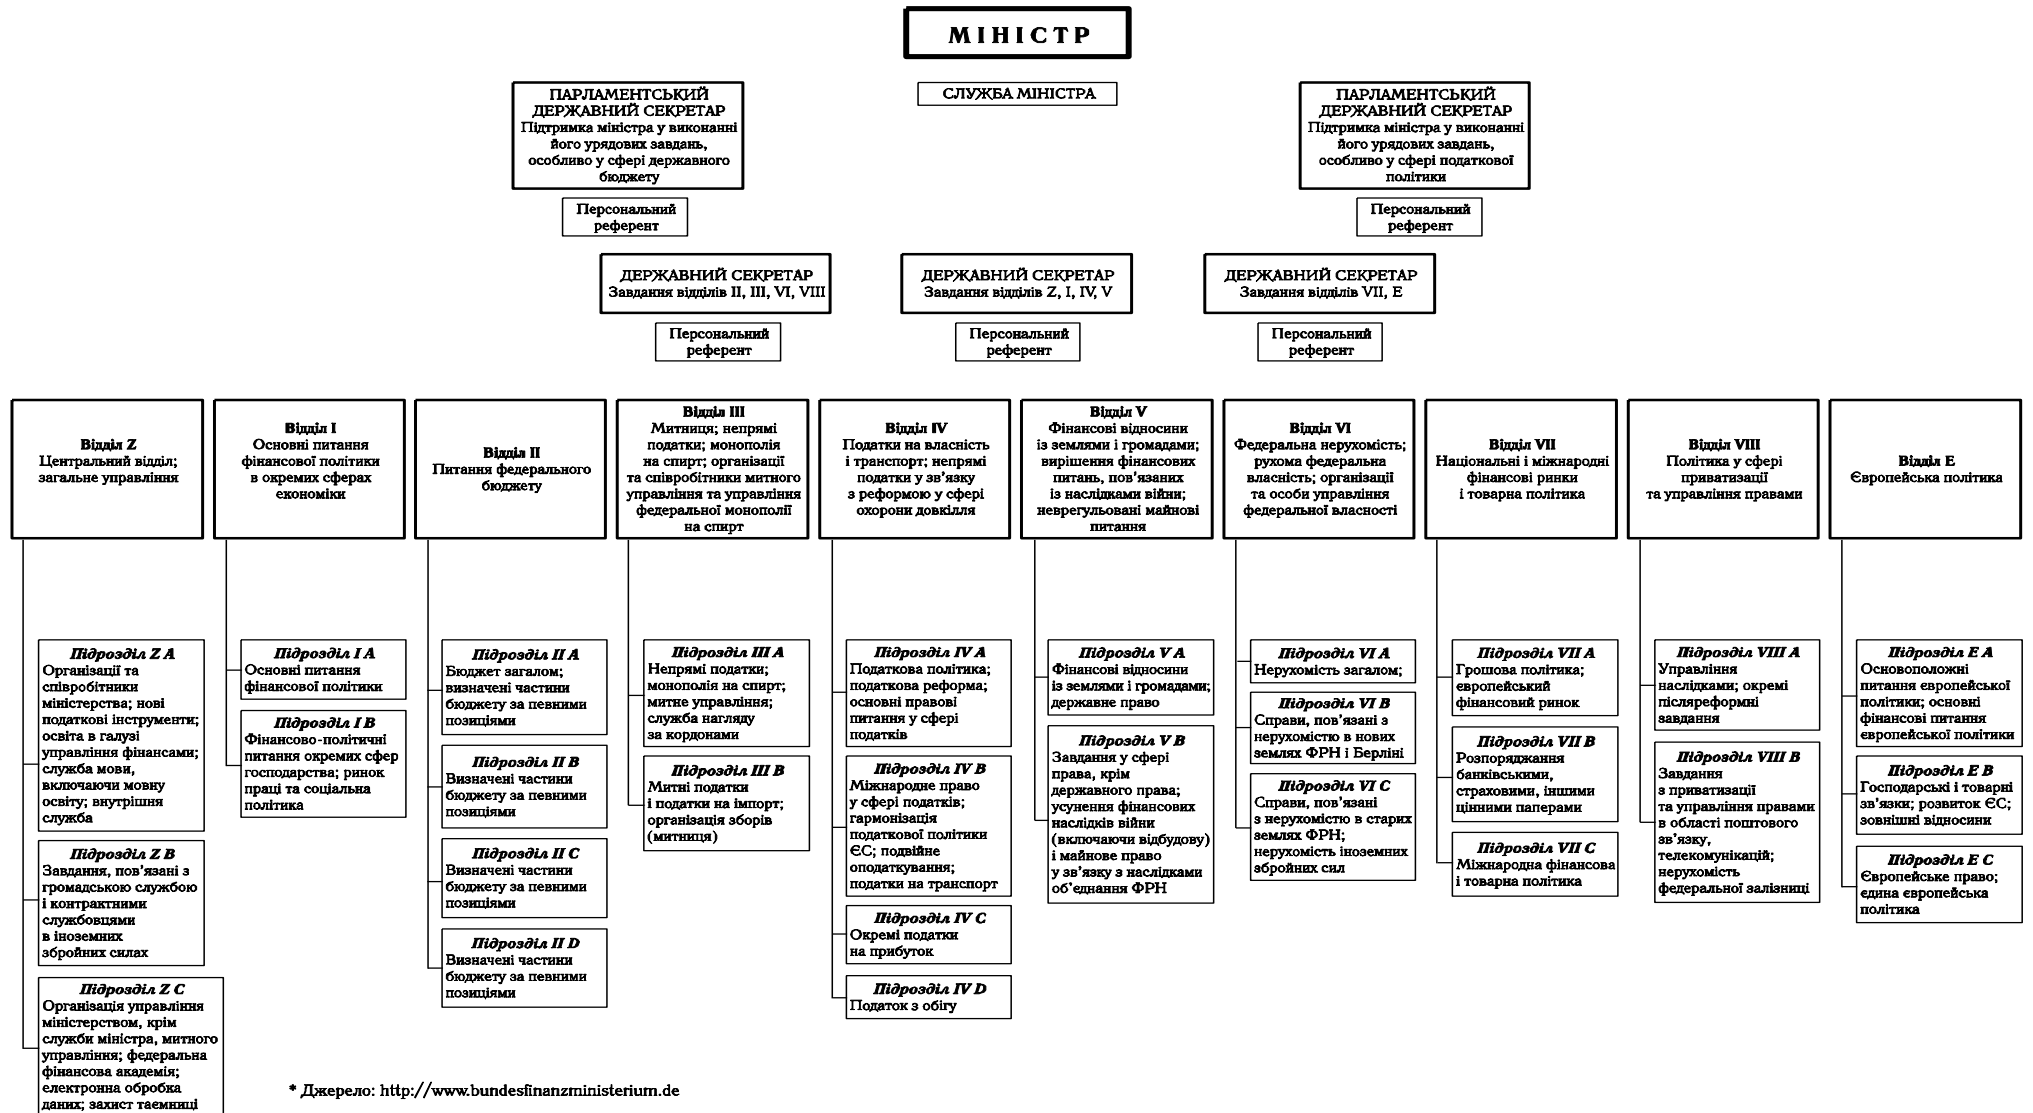 МІНІСТР
ПАРЛАМЕНТСЬКИЙ
ДЕРЖАВНИЙ СЕКРЕТАР
Підтримка міністра у виконанні
його урядових завдань,
особливо у сфері державного
бюджету
СЛУЖБА МІНІСТРА
ПАРЛАМЕНТСЬКИЙ
ДЕРЖАВНИЙ СЕКРЕТАР
Підтримка міністра у виконанні
його урядових завдань,
особливо у сфері податкової
політики
Персональний
референт
Персональний
референт
ДЕРЖАВНИЙ СЕКРЕТАР
Завдання відділів II, III, VI, VIII
ДЕРЖАВНИЙ СЕКРЕТАР
Завдання відділів Z, I, IV, V
ДЕРЖАВНИЙ СЕКРЕТАР
Завдання відділів VII, E
Персональний
референт
Персональний
референт
Персональний
референт
Відділ Z
Центральний відділ;
загальне управління
Відділ I
Основні питання
фінансової політики
в окремих сферах
економіки
Відділ II
Питання федерального
бюджету
Відділ III
Митниця; непрямі
податки; монополія
на спирт; організації
та співробітники митного
управління та управління
федеральної монополії
на спирт
Відділ IV
Податки на власність
і транспорт; непрямі
податки у зв’язку
з реформою у сфері
охорони довкілля
Відділ V
Фінансові відносини
із землями і громадами;
вирішення фінансових
питань, пов’язаних
із наслідками війни;
неврегульовані майнові
питання
Відділ VI
Федеральна нерухомість;
рухома федеральна
власність; організації
та особи управління
федеральної власності
Відділ VII
Національні і міжнародні
фінансові ринки
і товарна політика
Відділ VIII
Політика у сфері
приватизації
та управління правами
Відділ E
Європейська політика
Підрозділ Z A
Організації та
співробітники
міністерства; нові
податкові інструменти;
освіта в галузі
управління фінансами;
служба мови,
включаючи мовну
освіту; внутрішня
служба
Підрозділ Z B
Завдання, пов’язані з
громадською службою
і контрактними
службовцями
в іноземних
збройних силах
Підрозділ Z C
Організація управління
міністерством, крім
служби міністра, митного
управління; федеральна
фінансова академія;
електронна обробка
даних; захист таємниці
Підрозділ I A
Основні питання
фінансової політики
Підрозділ I B
Фінансово-політичні
питання окремих сфер
господарства; ринок
праці та соціальна
політика
Підрозділ II A
Бюджет загалом;
визначені частини
бюджету за певними
позиціями
Підрозділ II B
Визначені частини
бюджету за певними
позиціями
Підрозділ II C
Визначені частини
бюджету за певними
позиціями
Підрозділ II D
Визначені частини
бюджету за певними
позиціями
Підрозділ III A
Непрямі податки;
монополія на спирт;
митне управління;
служба нагляду
за кордонами
Підрозділ III B
Митні податки
і податки на імпорт;
організація зборів
(митниця)
Підрозділ IV A
Податкова політика;
податкова реформа;
основні правові
питання у сфері
податків
Підрозділ IV B
Міжнародне право
у сфері податків;
гармонізація
податкової політики
ЄС; подвійне
оподаткування;
податки на транспорт
Підрозділ IV C
Окремі податки
на прибуток
Підрозділ IV D
Податок з обігу
Підрозділ V A
Фінансові відносини
із землями і громадами;
державне право
Підрозділ V B
Завдання у сфері
права, крім
державного права;
усунення фінансових
наслідків війни
(включаючи відбудову)
і майнове право
у зв’язку з наслідками
об’єднання ФРН
Підрозділ VI A
Нерухомість загалом;
Підрозділ VI B
Справи, пов’язані з
нерухомістю в нових
землях ФРН і Берліні
Підрозділ VI C
Справи, пов’язані
з нерухомістю в старих
землях ФРН;
нерухомість іноземних
збройних сил
Підрозділ VII A
Грошова політика;
європейський
фінансовий ринок
Підрозділ VII B
Розпоряджання
банківськими,
страховими, іншими
цінними паперами
Підрозділ VII C
Міжнародна фінансова
і товарна політика
Підрозділ VIII A
Управління
наслідками; окремі
післяреформні
завдання
Підрозділ VIII B
Завдання
з приватизації
та управління правами
в області поштового
зв’язку,
телекомунікацій;
нерухомість
федеральної залізниці
Підрозділ E A
Основоположні
питання європейської
політики; основні
фінансові питання
європейської політики
Підрозділ E B
Господарські і товарні
зв’язки; розвиток ЄС;
зовнішні відносини
Підрозділ E C
Європейське право;
єдина європейська
політика
* Джерело: http://www.bundesfinanzministerium.de